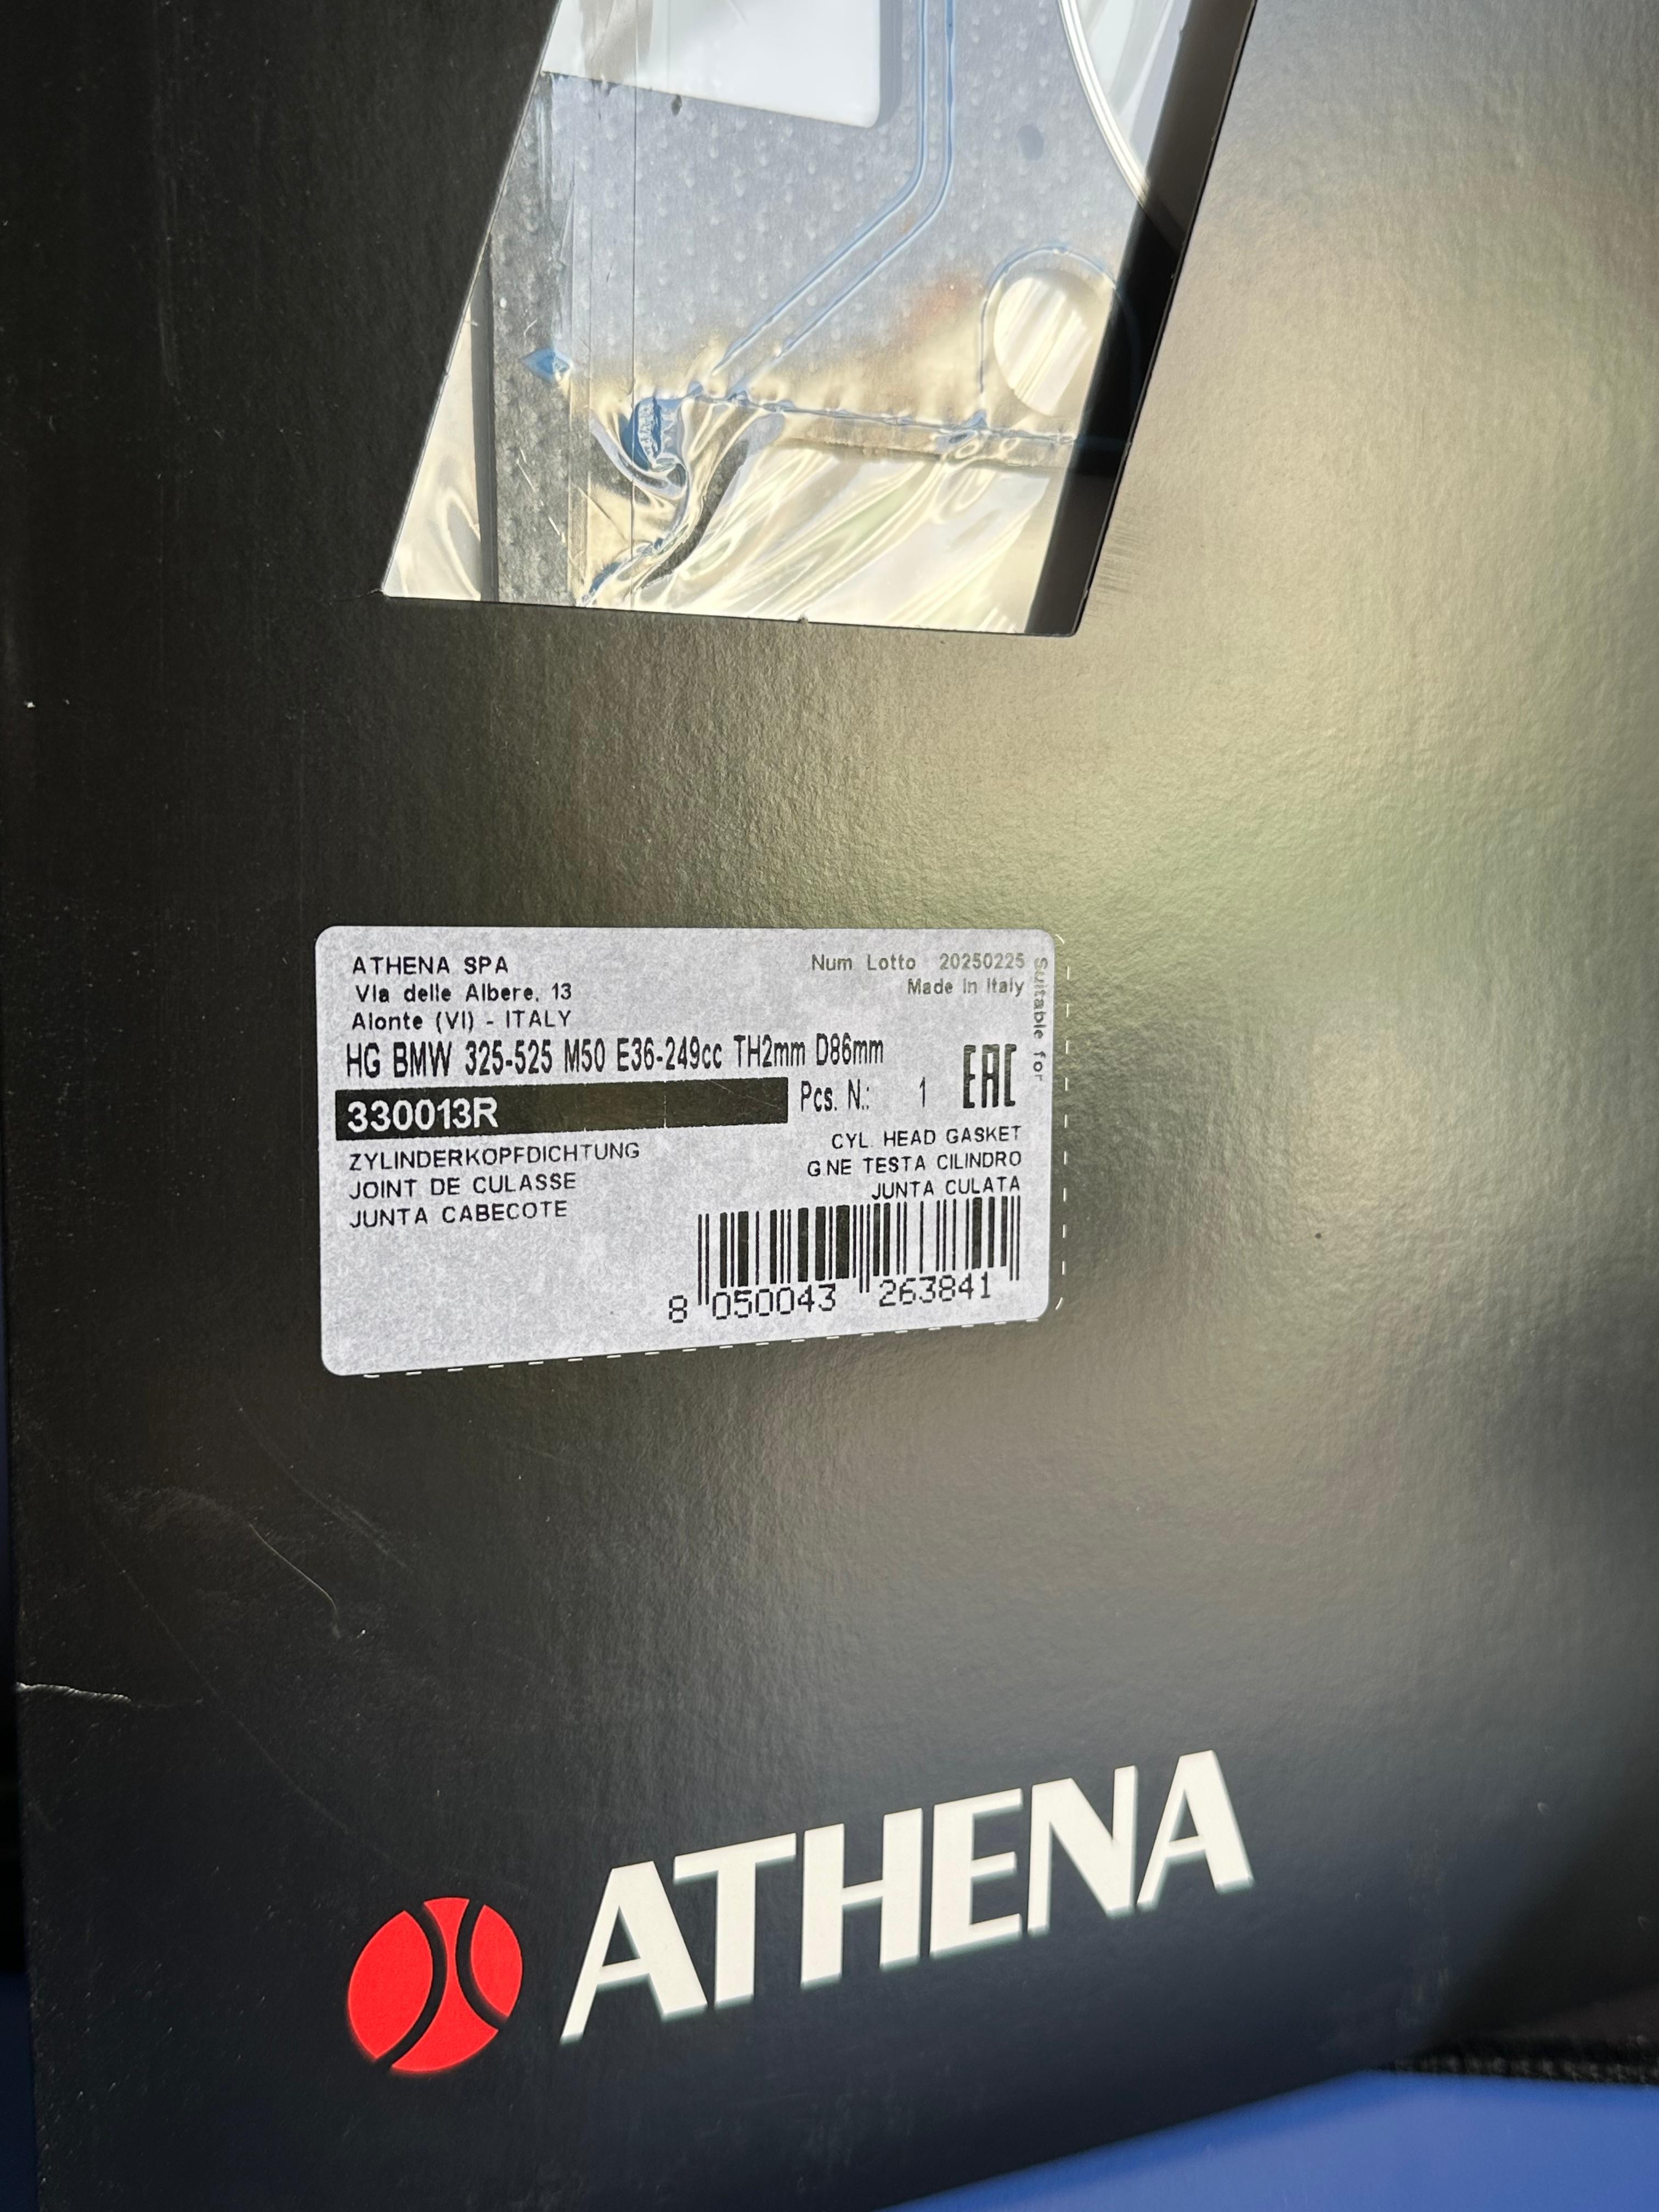 ATHENA SPA
Via delle Albere, 13
Alonte (VI) - ITALY
Num Lotto 20250225
Made in Italy
Suitable for
HG BMW 325-525 M50 E36-249cc TH2mm D86mm
330013R
Pcs. N.: 1
EAC
ZYLINDERKOPFDICHTUNG
JOINT DE CULASSE
JUNTA CABECOTE
CYL. HEAD GASKET
G.NE TESTA CILINDRO
JUNTA CULATA
8 050043 263841
ATHENA